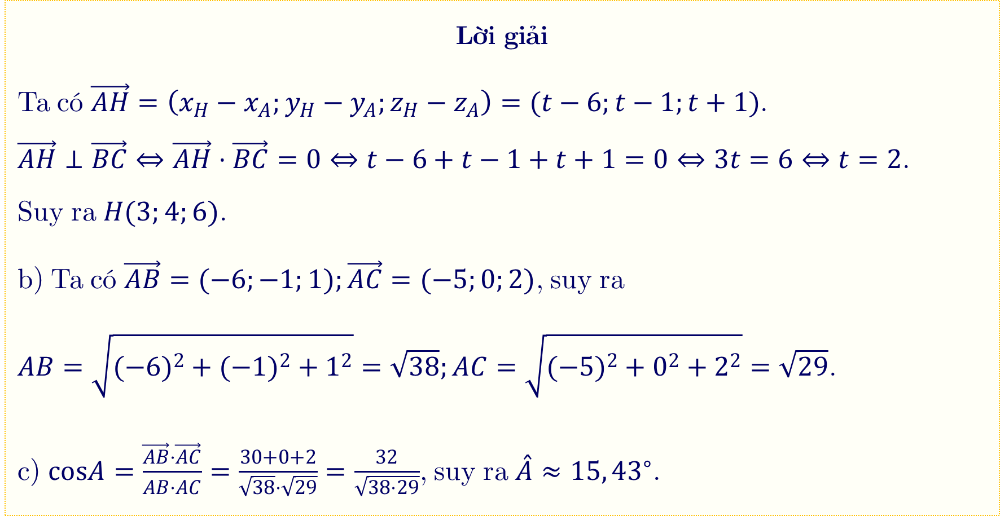 Lời giải
Ta có $\overrightarrow{AH} = (x_H - x_A; y_H - y_A; z_H - z_A) = (t - 6; t - 1; t + 1)$.
$\overrightarrow{AH} \perp \overrightarrow{BC} \Leftrightarrow \overrightarrow{AH} \cdot \overrightarrow{BC} = 0 \Leftrightarrow t - 6 + t - 1 + t + 1 = 0 \Leftrightarrow 3t = 6 \Leftrightarrow t = 2$.
Suy ra $H(3; 4; 6)$.
b) Ta có $\overrightarrow{AB} = (-6; -1; 1); \overrightarrow{AC} = (-5; 0; 2)$, suy ra
$AB = \sqrt{(-6)^2 + (-1)^2 + 1^2} = \sqrt{38}; AC = \sqrt{(-5)^2 + 0^2 + 2^2} = \sqrt{29}$.
c) $\cos A = \frac{\overrightarrow{AB} \cdot \overrightarrow{AC}}{AB \cdot AC} = \frac{30+0+2}{\sqrt{38} \cdot \sqrt{29}} = \frac{32}{\sqrt{38 \cdot 29}}$, suy ra $\hat{A} \approx 15,43^\circ$.